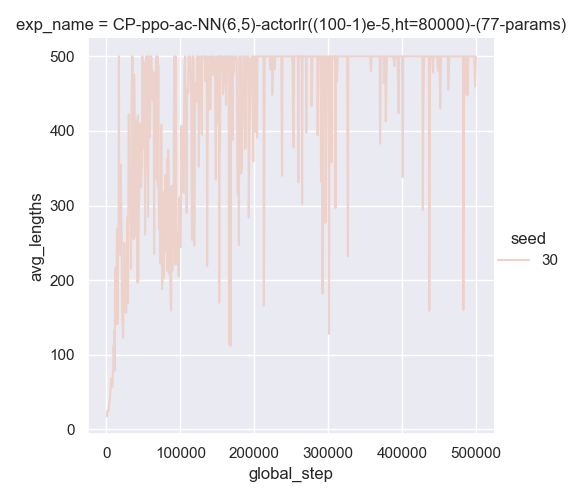 exp_name = CP-ppo-ac-NN(6,5)-actorlr((100-1)e-5,ht=80000)-(77-params)
500
400
300
200
100
0
avg_lengths
0 100000 200000 300000 400000 500000
global_step
seed
30